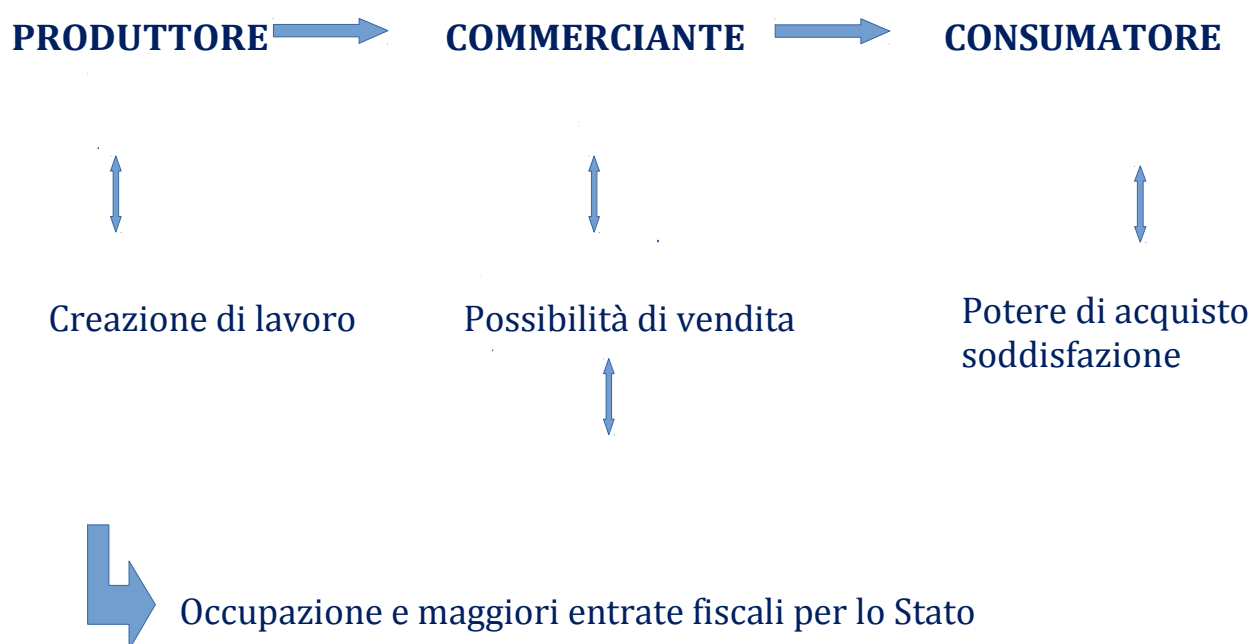 PRODUTTORE COMMERCIANTE CONSUMATORE
Creazione di lavoro
Possibilità di vendita
Potere di acquisto
soddisfazione
Occupazione e maggiori entrate fiscali per lo Stato